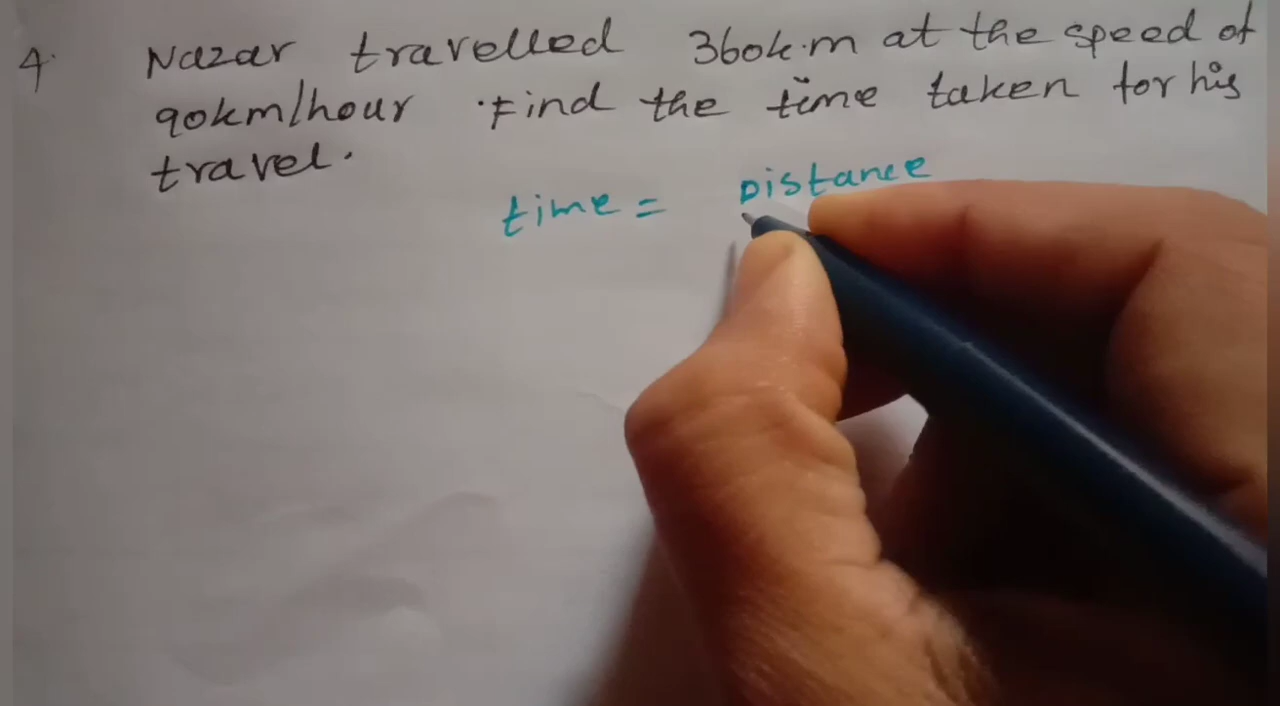 4. Nazar travelled 360k.m at the speed of
90km/hour . Find the time taken for his
travel.
time = Distance